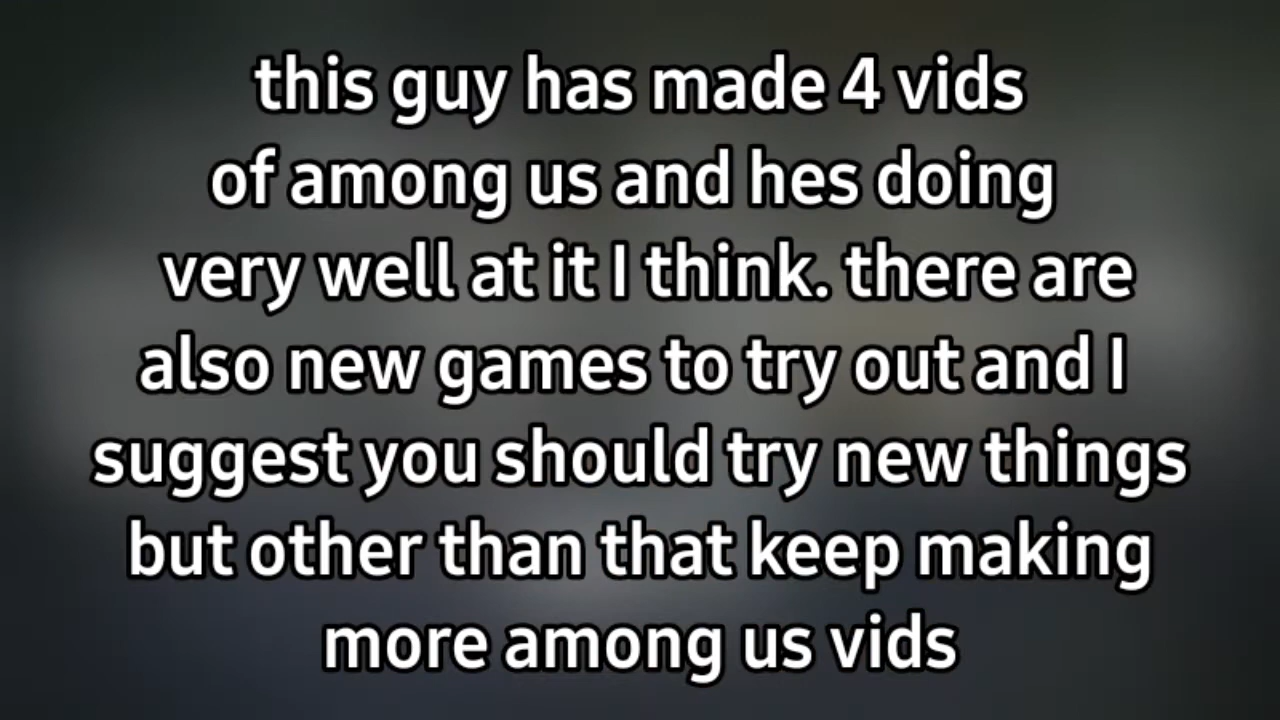 this guy has made 4 vids
of among us and hes doing
very well at it I think. there are
also new games to try out and I
suggest you should try new things
but other than that keep making
more among us vids